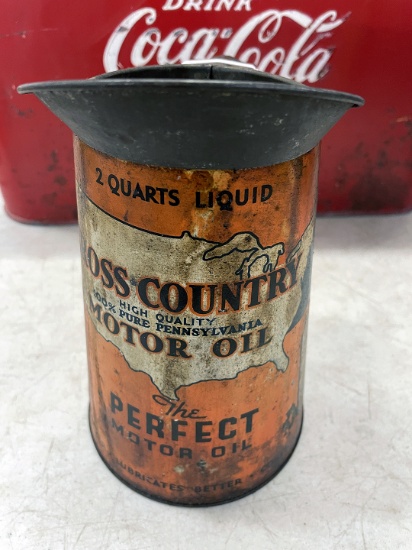 DRINK
Coca-Cola
2 QUARTS LIQUID
OSS COUNTRY
HIGH QUALITY
100% PURE PENNSYLVANIA
MOTOR OIL
The
PERFECT
MOTOR OIL
LUBRICATES BETTER